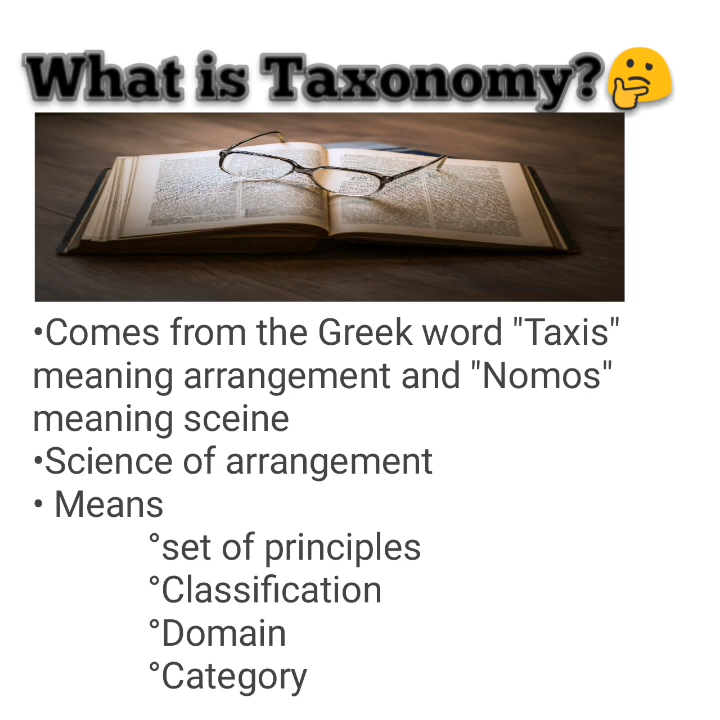 What is Taxonomy?🤔
•Comes from the Greek word "Taxis"
meaning arrangement and "Nomos"
meaning sceine
•Science of arrangement
• Means
°set of principles
°Classification
°Domain
°Category